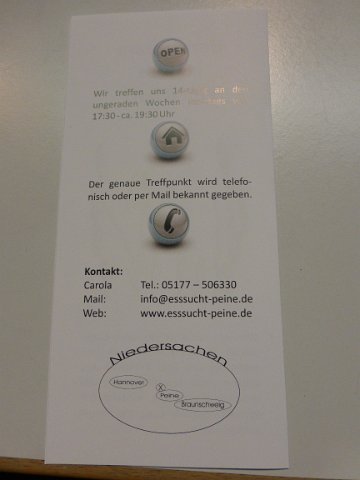 OPEN
Wir treffen uns 14-tägig an den
ungeraden Wochen
17:30 - ca. 19:30 Uhr
Der genaue Treffpunkt wird telefo-
nisch oder per Mail bekannt gegeben.
Kontakt:
Carola Tel.: 05177 – 506330
Mail: info@esssucht-peine.de
Web: www.esssucht-peine.de
Niedersachen
Hannover
X
Peine
Braunschweig